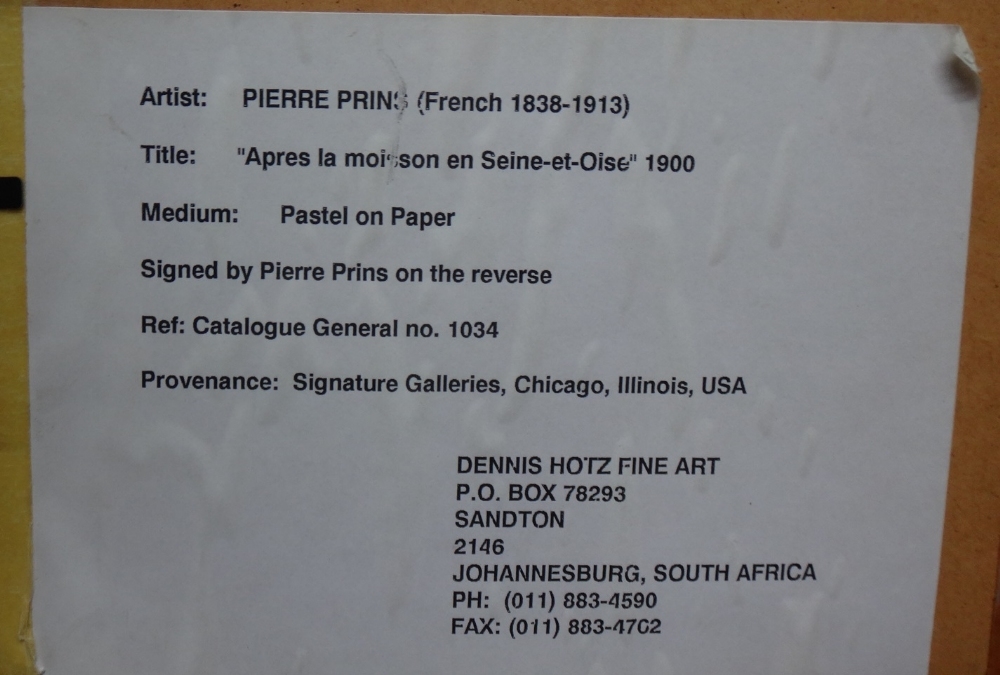 Artist: PIERRE PRINS (French 1838-1913)
Title: "Apres la moisson en Seine-et-Oise" 1900
Medium: Pastel on Paper
Signed by Pierre Prins on the reverse
Ref: Catalogue General no. 1034
Provenance: Signature Galleries, Chicago, Illinois, USA
DENNIS HOTZ FINE ART
P.O. BOX 78293
SANDTON
2146
JOHANNESBURG, SOUTH AFRICA
PH: (011) 883-4590
FAX: (011) 883-4702